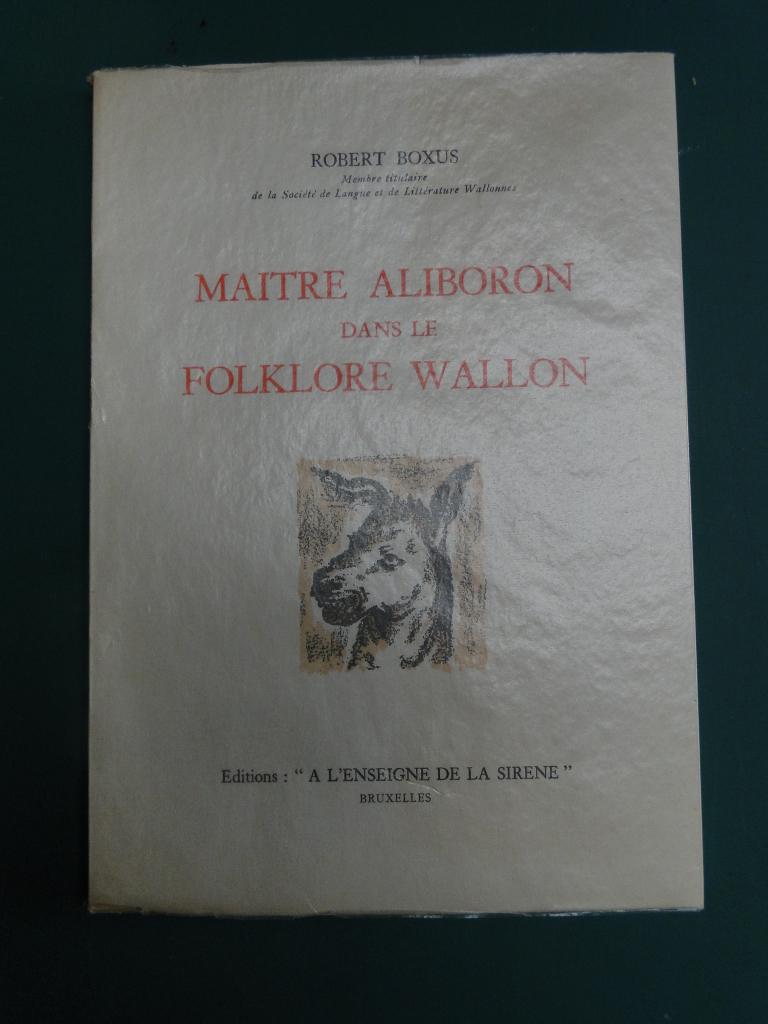 ROBERT BOXUS
Membre titulaire
de la Société de Langue et de Littérature Wallonnes
MAITRE ALIBORON
DANS LE
FOLKLORE WALLON
Editions : “ A L'ENSEIGNE DE LA SIRENE ”
BRUXELLES